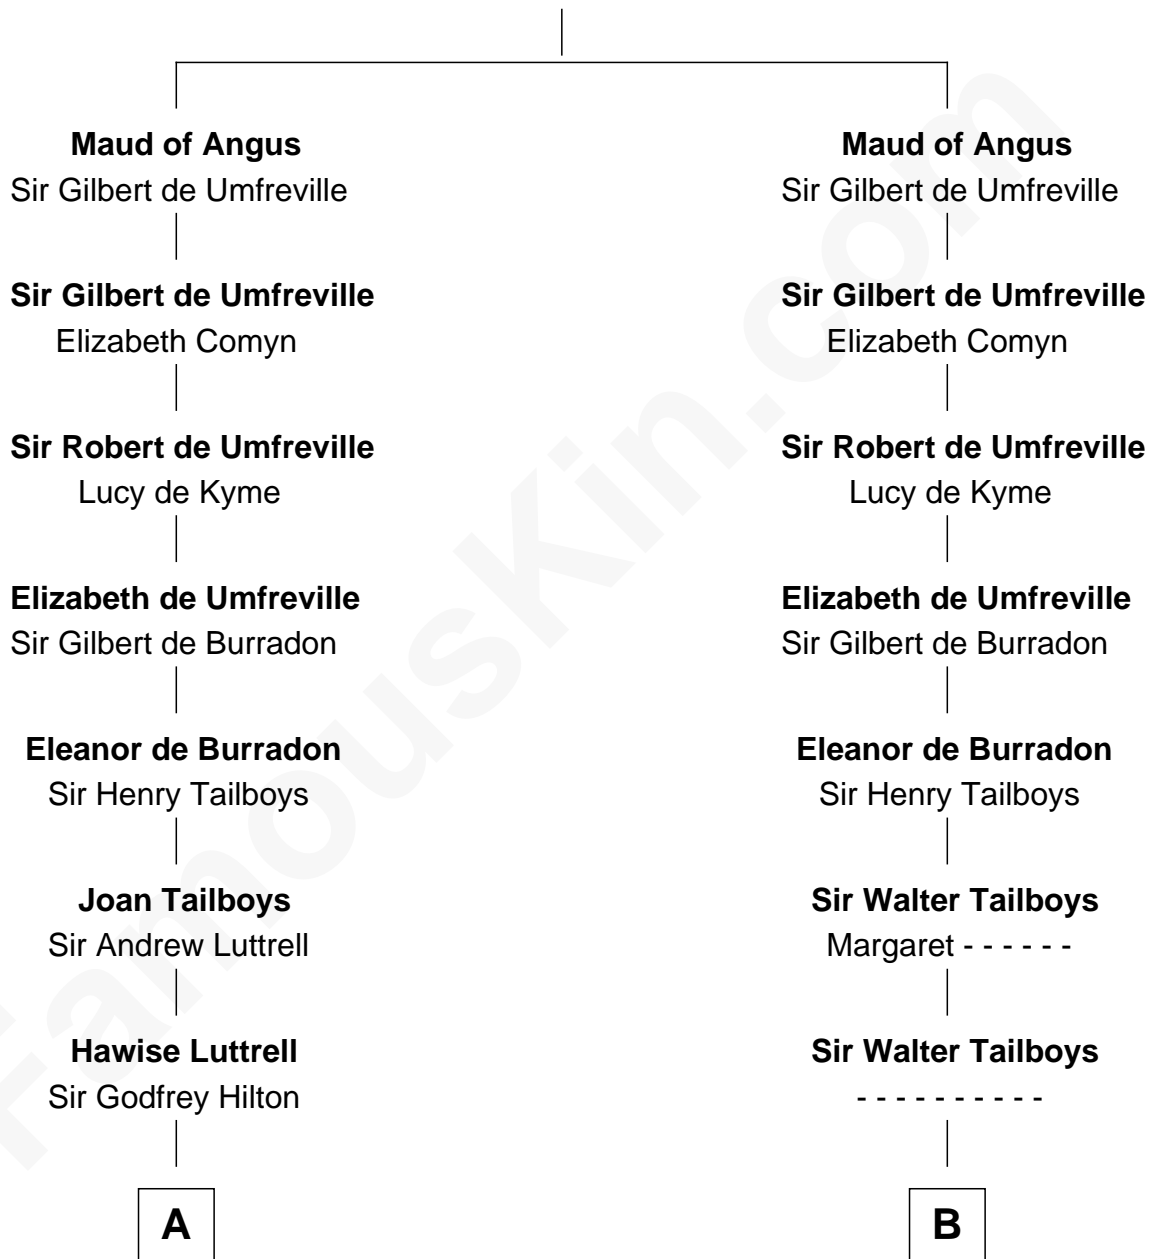 Maud of Angus
Sir Gilbert de Umfreville
Sir Gilbert de Umfreville
Elizabeth Comyn
Sir Robert de Umfreville
Lucy de Kyme
Elizabeth de Umfreville
Sir Gilbert de Burradon
Eleanor de Burradon
Sir Henry Tailboys
Joan Tailboys
Sir Andrew Luttrell
Hawise Luttrell
Sir Godfrey Hilton
A
Maud of Angus
Sir Gilbert de Umfreville
Sir Gilbert de Umfreville
Elizabeth Comyn
Sir Robert de Umfreville
Lucy de Kyme
Elizabeth de Umfreville
Sir Gilbert de Burradon
Eleanor de Burradon
Sir Henry Tailboys
Sir Walter Tailboys
Margaret - - - - - -
Sir Walter Tailboys
- - - - - - - - - -
B
FamousKin.com